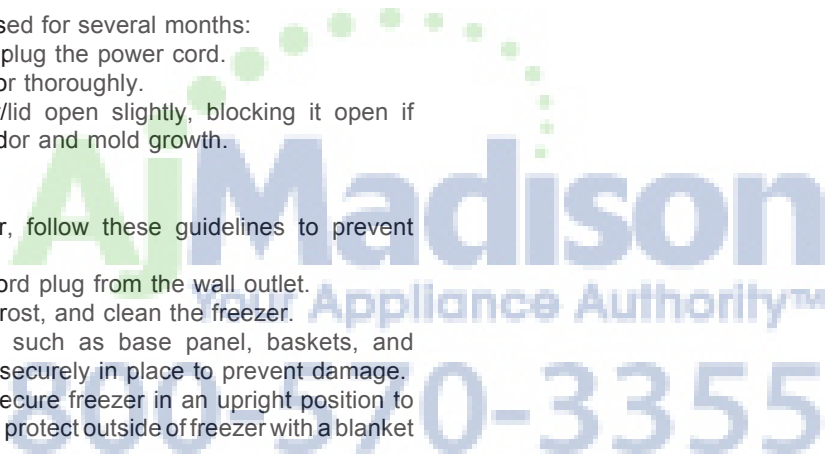 sed for several months:
plug the power cord.
or thoroughly.
/lid open slightly, blocking it open if
dor and mold growth.
r, follow these guidelines to prevent
ord plug from the wall outlet.
rost, and clean the freezer.
such as base panel, baskets, and
securely in place to prevent damage.
ecure freezer in an upright position to
protect outside of freezer with a blanket
AjMadison
Your Appliance Authority™
800-570-3355